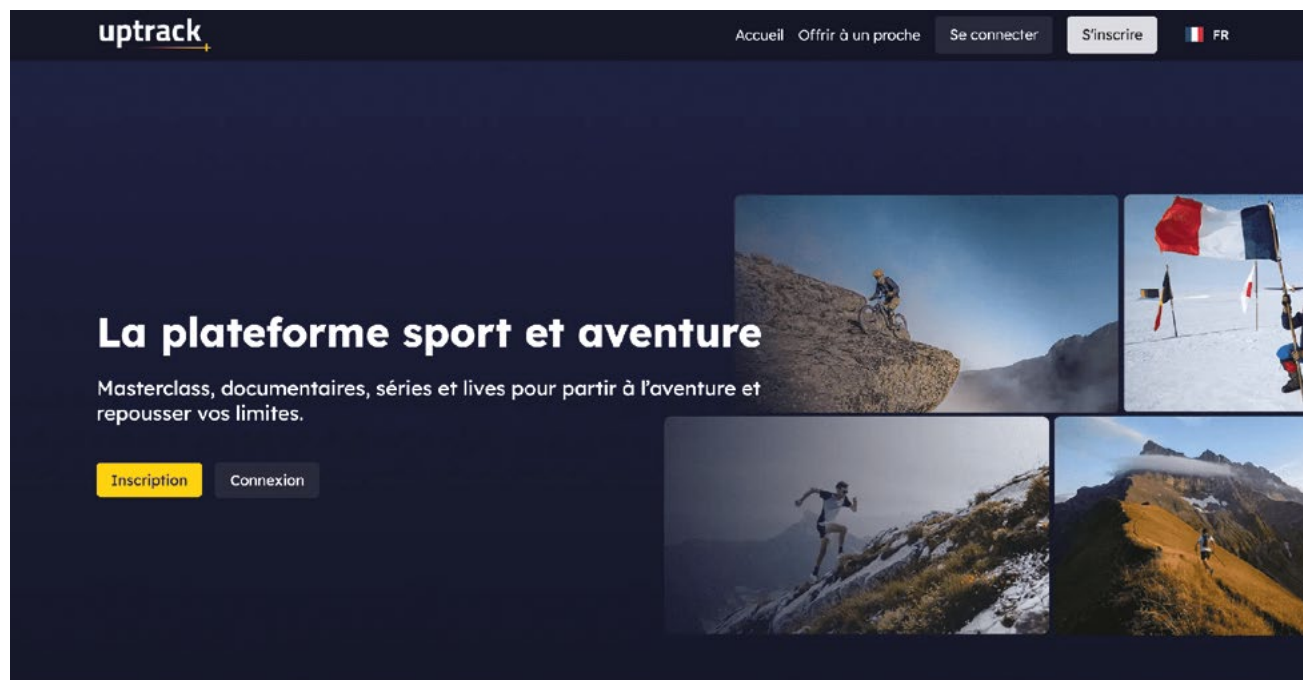 uptrack
Accueil Offrir à un proche Se connecter S'inscrire FR
La plateforme sport et aventure
Masterclass, documentaires, séries et lives pour partir à l’aventure et
repousser vos limites.
Inscription Connexion